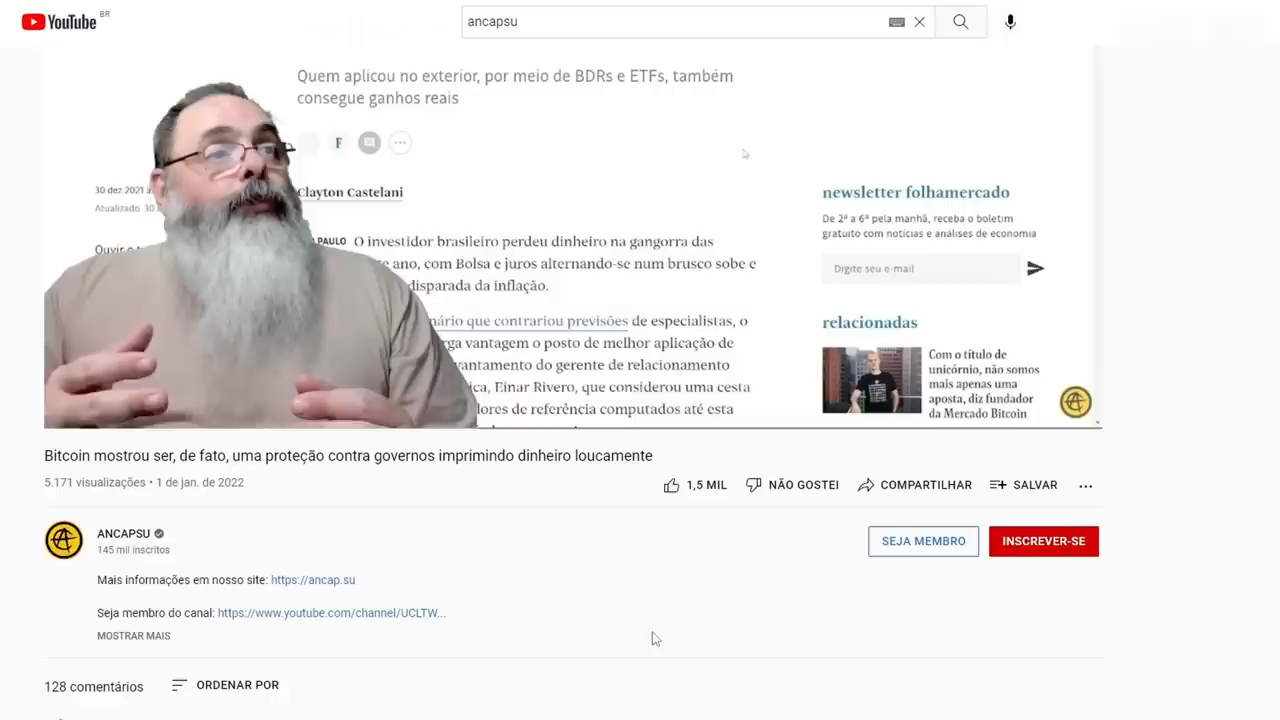 YouTube BR
ancapsu
Quem aplicou no exterior, por meio de BDRs e ETFs, também
consegue ganhos reais
F
30 dez.2021 à
Atualizado 30
Clayton Castelani
Ouvir o
PAULO O investidor brasileiro perdeu dinheiro na gangorra das
e ano, com Bolsa e juros alternando-se num brusco sobe e
disparada da inflação.
nário que contrariou previsões de especialistas, o
rga vantagem o posto de melhor aplicação de
vantamento do gerente de relacionamento
ica, Einar Rivero, que considerou uma cesta
dores de referência computados até esta
newsletter folhamercado
De 2ª a 6ª pela manhã, receba o boletim
gratuito com notícias e análises de economia
Digite seu e-mail
relacionadas
Com o título de
unicórnio, não somos
mais apenas uma
aposta, diz fundador
da Mercado Bitcoin
Bitcoin mostrou ser, de fato, uma proteção contra governos imprimindo dinheiro loucamente
5.171 visualizações • 1 de jan. de 2022
1,5 MIL
NÃO GOSTEI
COMPARTILHAR
SALVAR
ANCAPSU
145 mil inscritos
SEJA MEMBRO
INSCREVER-SE
Mais informações em nosso site: https://ancap.su
Seja membro do canal: https://www.youtube.com/channel/UCLTW...
MOSTRAR MAIS
128 comentários
ORDENAR POR